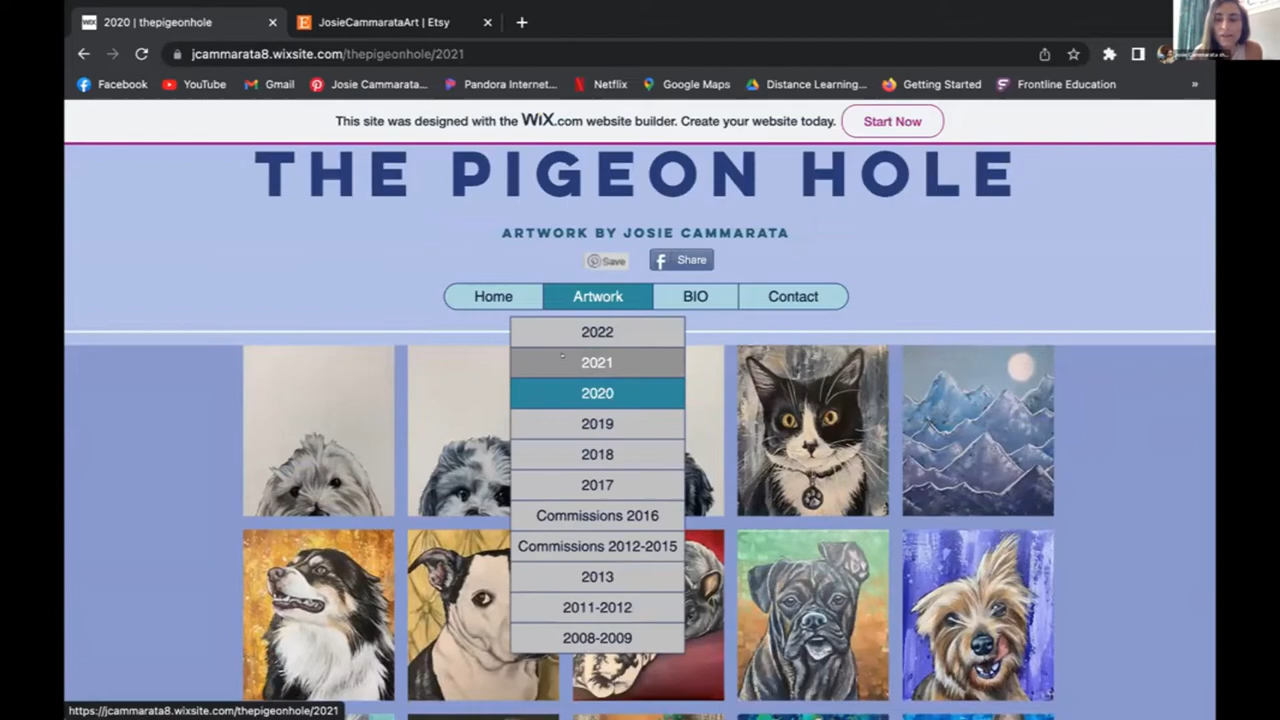 2020 | thepigeonhole
JosieCammarataArt | Etsy
jcammarata8.wixsite.com/thepigeonhole/2021
Facebook
YouTube
Gmail
Josie Cammarata...
Pandora Internet...
Netflix
Google Maps
Distance Learning...
Getting Started
Frontline Education
This site was designed with the WiX.com website builder. Create your website today.
Start Now
THE PIGEON HOLE
ARTWORK BY JOSIE CAMMARATA
Save
Share
Home
Artwork
BIO
Contact
2022
2021
2020
2019
2018
2017
Commissions 2016
Commissions 2012-2015
2013
2011-2012
2008-2009
https://jcammarata8.wixsite.com/thepigeonhole/2021